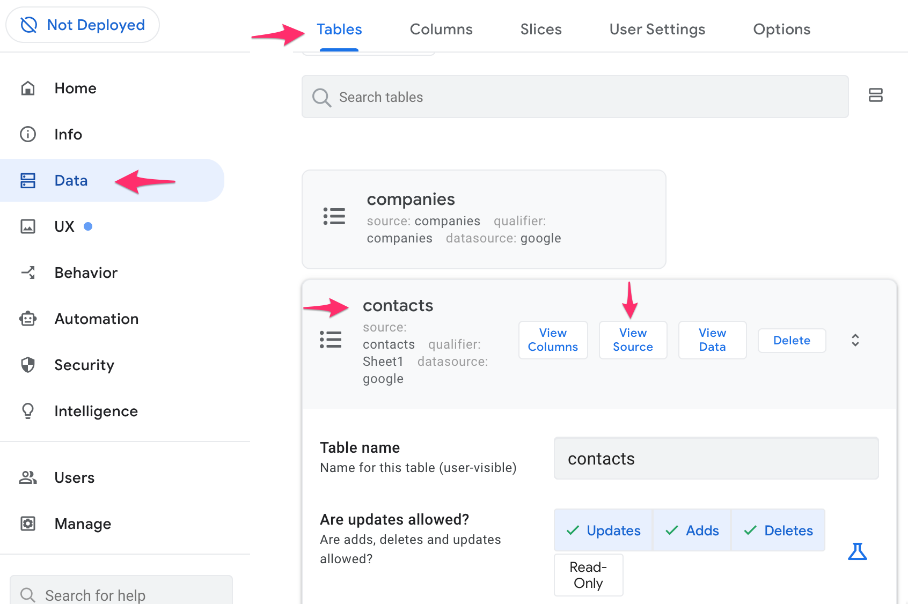 Not Deployed
Tables Columns Slices User Settings Options
Search tables
Home
Info
Data
UX
Behavior
Automation
Security
Intelligence
Users
Manage
Search for help
companies
source: companies qualifier:
companies datasource: google
contacts
source:
contacts qualifier:
Sheet1 datasource:
google
View
Columns
View
Source
View
Data
Delete
Table name
Name for this table (user-visible)
contacts
Are updates allowed?
Are adds, deletes and updates
allowed?
Updates Adds Deletes
Read-
Only